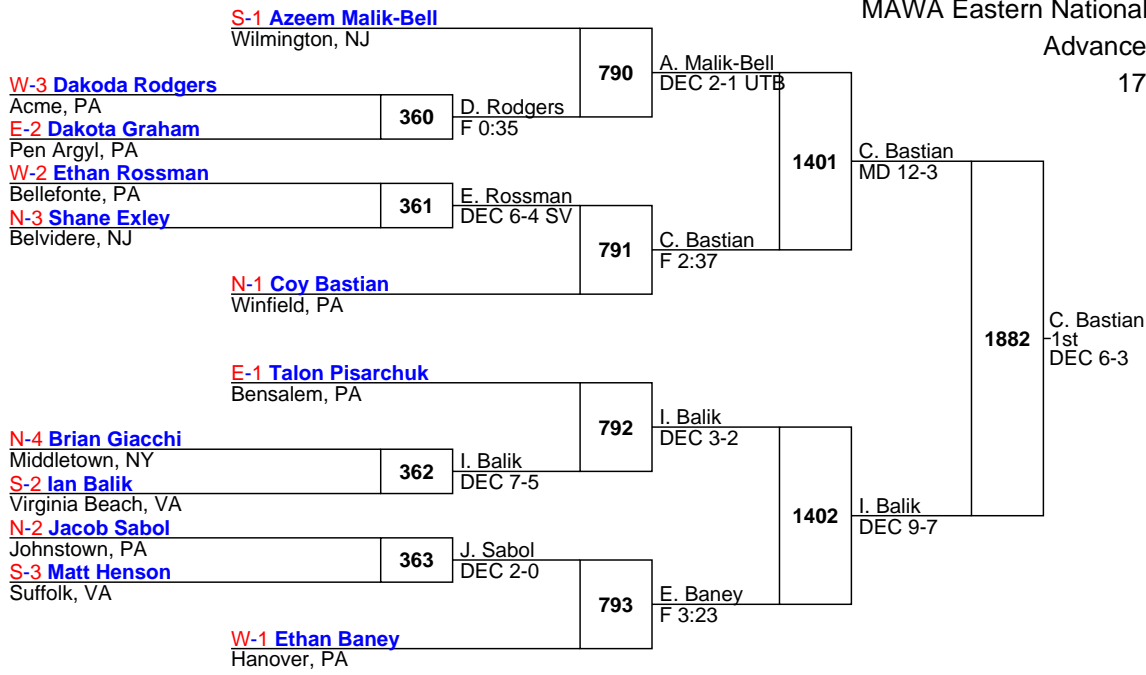 MAWA Eastern National
Advance
17
S-1 Azeem Malik-Bell
Wilmington, NJ
790
A. Malik-Bell
DEC 2-1 UTB
W-3 Dakoda Rodgers
Acme, PA
E-2 Dakota Graham
Pen Argyl, PA
360
D. Rodgers
F 0:35
1401
C. Bastian
MD 12-3
W-2 Ethan Rossman
Bellefonte, PA
N-3 Shane Exley
Belvidere, NJ
361
E. Rossman
DEC 6-4 SV
791
C. Bastian
F 2:37
N-1 Coy Bastian
Winfield, PA
1882
C. Bastian
1st
DEC 6-3
E-1 Talon Pisarchuk
Bensalem, PA
792
I. Balik
DEC 3-2
N-4 Brian Giacchi
Middletown, NY
S-2 Ian Balik
Virginia Beach, VA
362
I. Balik
DEC 7-5
1402
I. Balik
DEC 9-7
N-2 Jacob Sabol
Johnstown, PA
S-3 Matt Henson
Suffolk, VA
363
J. Sabol
DEC 2-0
793
E. Baney
F 3:23
W-1 Ethan Baney
Hanover, PA